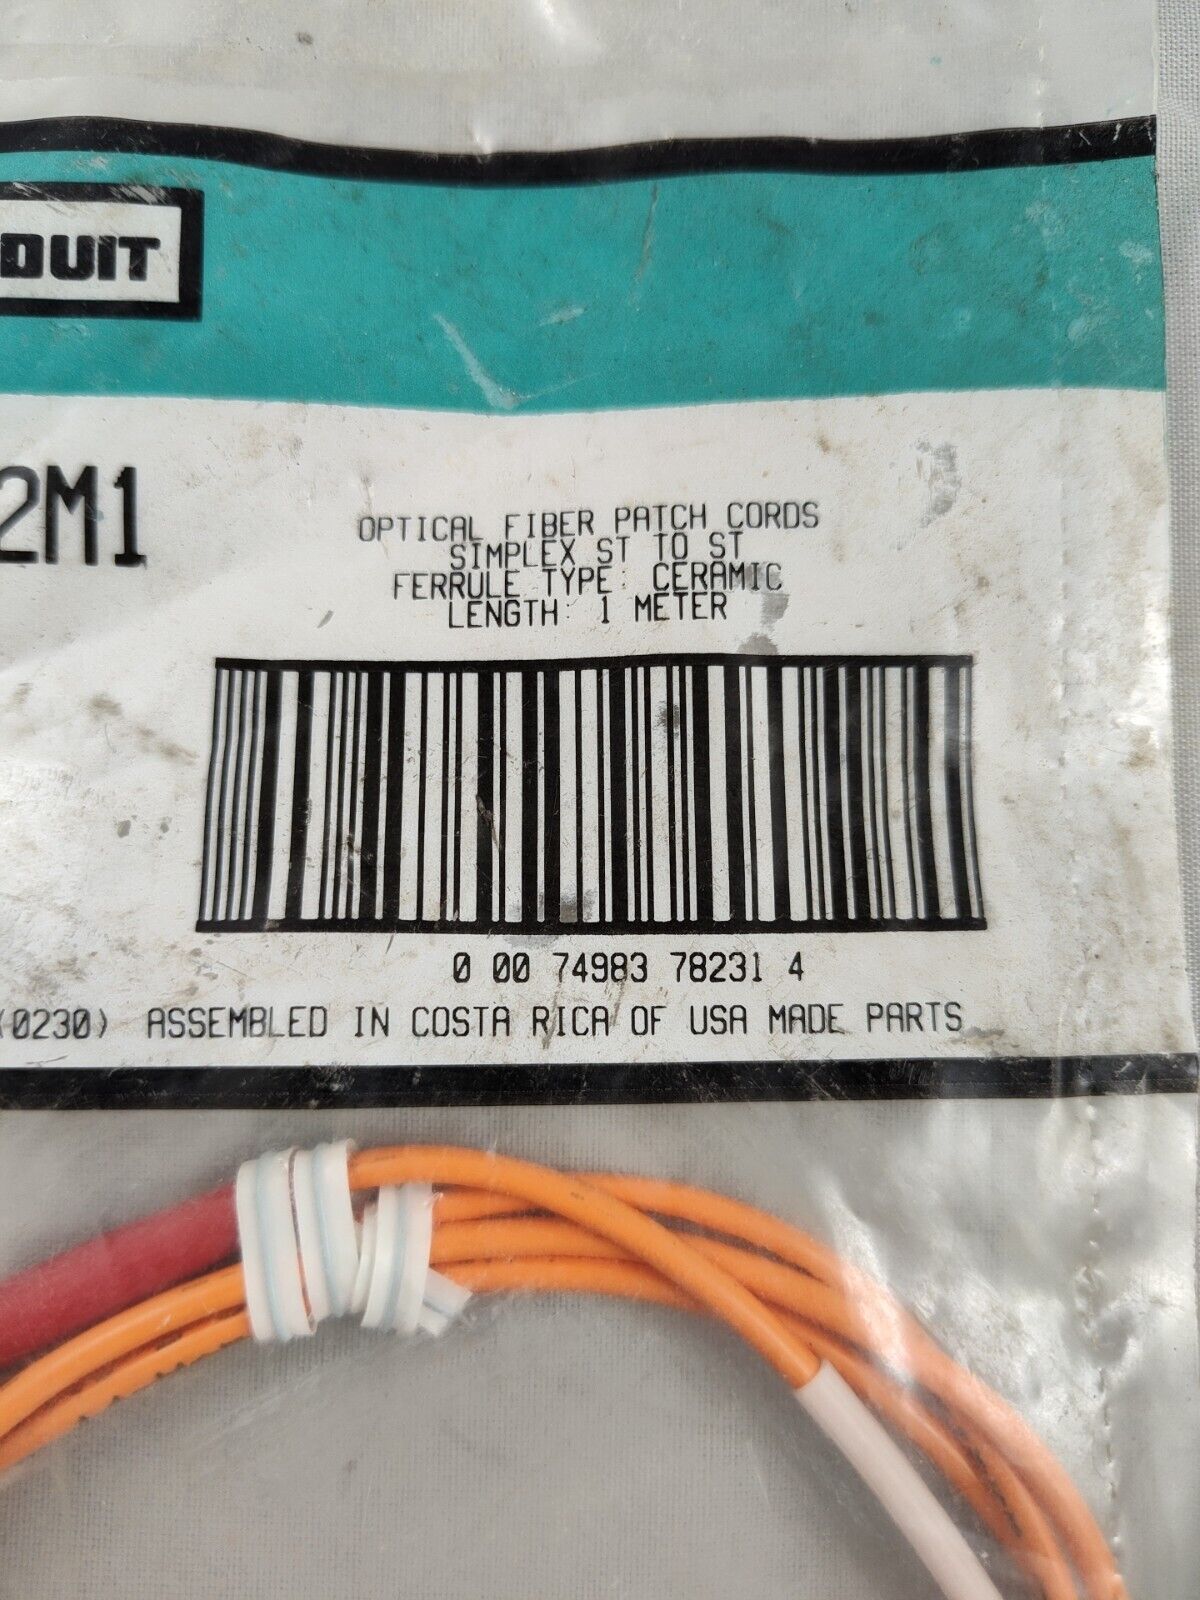 DUIT
2M1
OPTICAL FIBER PATCH CORDS
SIMPLEX ST TO ST
FERRULE TYPE: CERAMIC
LENGTH: 1 METER
0 00 74983 78231 4
(0230) ASSEMBLED IN COSTA RICA OF USA MADE PARTS